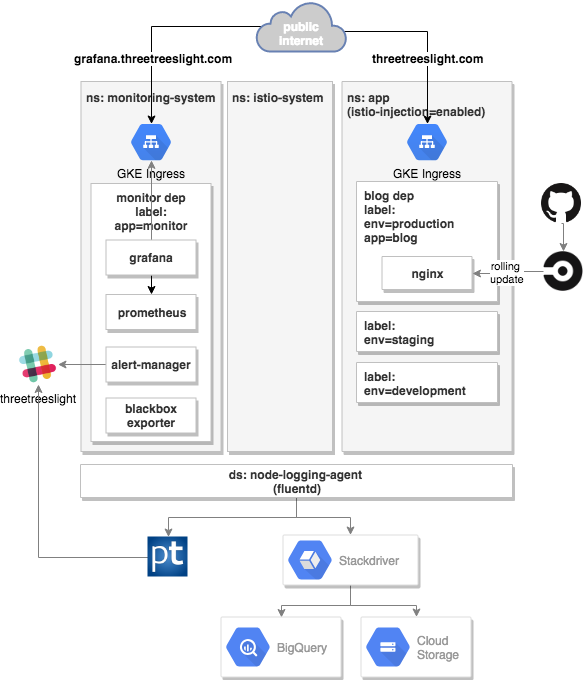 public
Internet
grafana.threetreeslight.com
threetreeslight.com
ns: monitoring-system
ns: istio-system
ns: app
(istio-injection=enabled)
GKE Ingress
GKE Ingress
monitor dep
label:
app=monitor
grafana
prometheus
alert-manager
blackbox
exporter
blog dep
label:
env=production
app=blog
nginx
rolling
update
label:
env=staging
label:
env=development
threetreeslight
ds: node-logging-agent
(fluentd)
pt
Stackdriver
BigQuery
Cloud
Storage